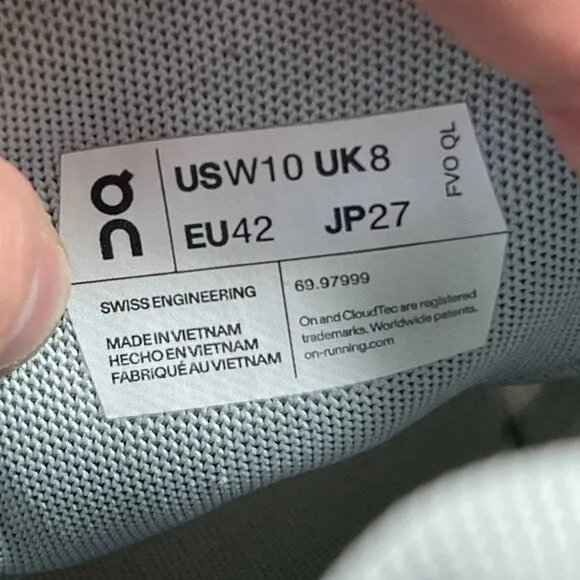 USW10 UK8
EU42 JP27
FVO QL
SWISS ENGINEERING
MADE IN VIETNAM
HECHO EN VIETNAM
FABRIQUÉ AU VIETNAM
69.97999
On and CloudTec are registered
trademarks. Worldwide patents.
on-running.com